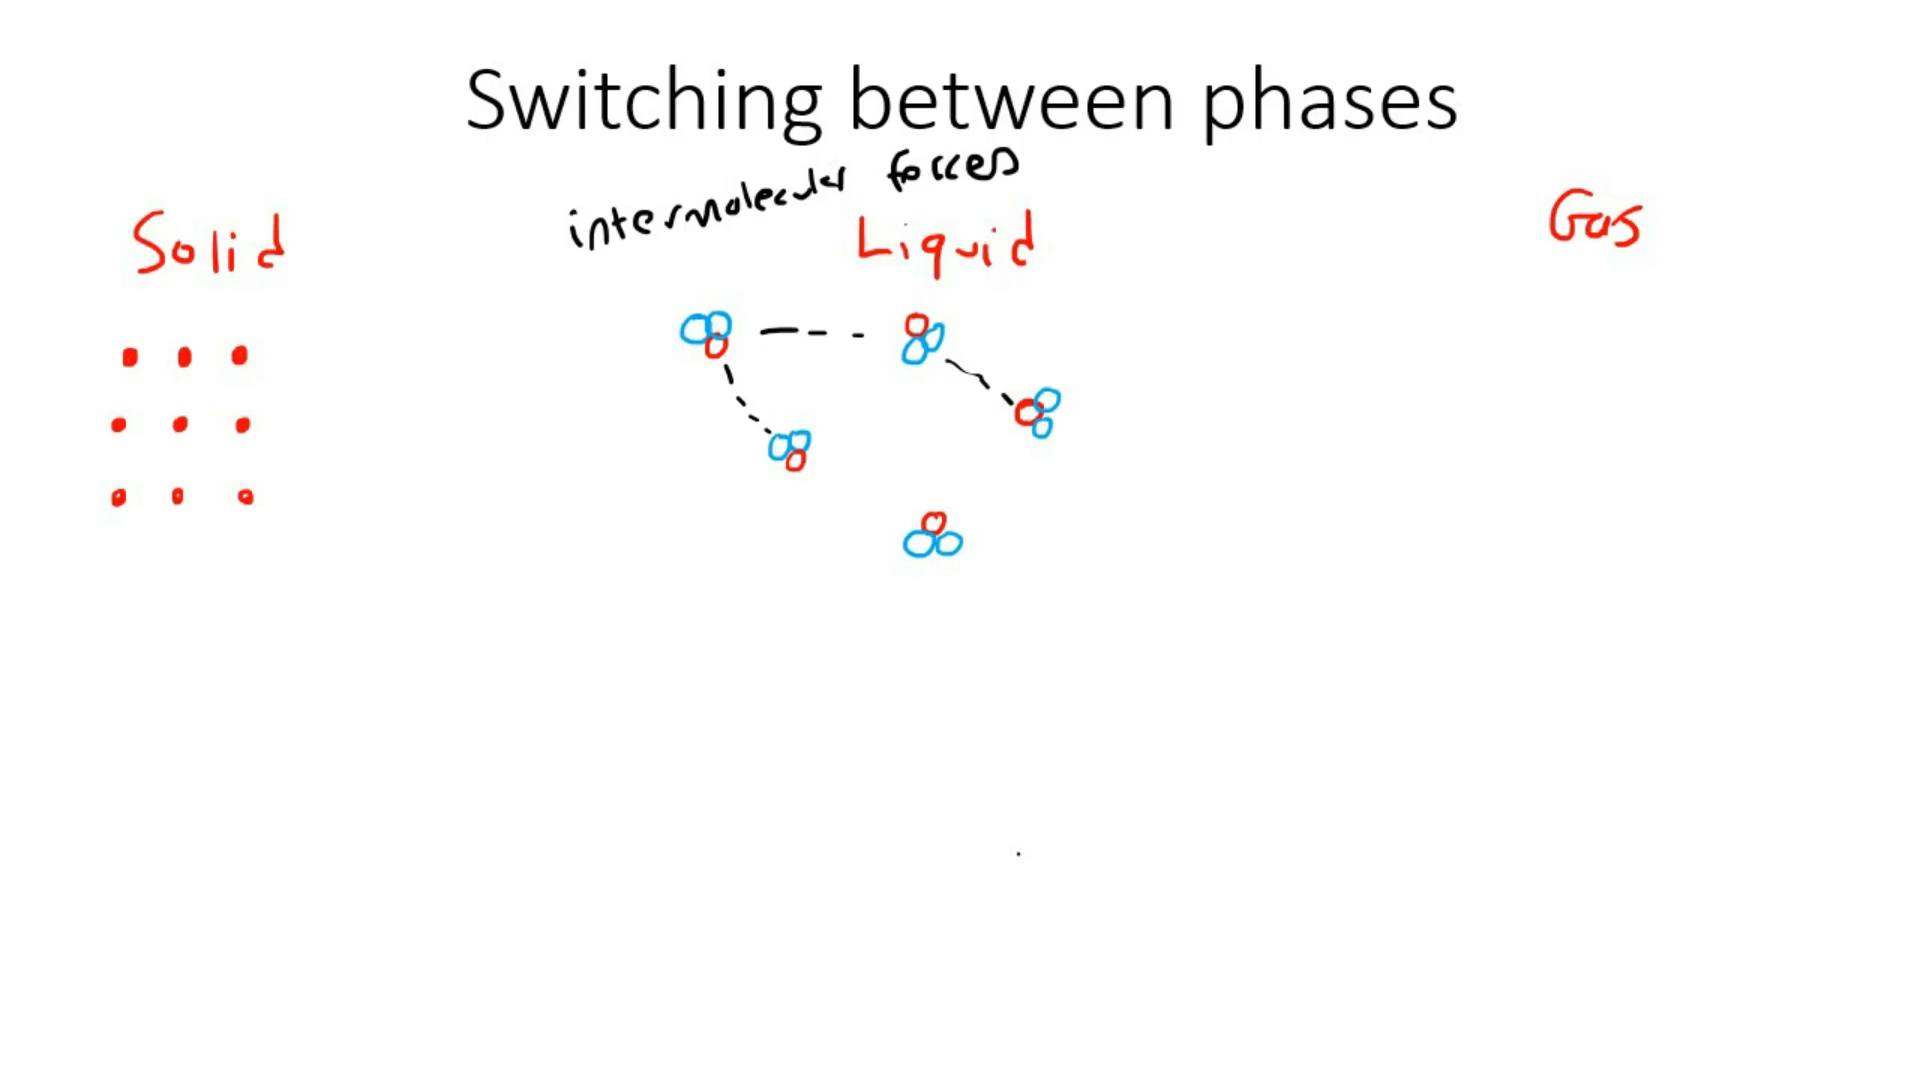 Switching between phases
intermolecular forces
Solid
Liquid
Gas